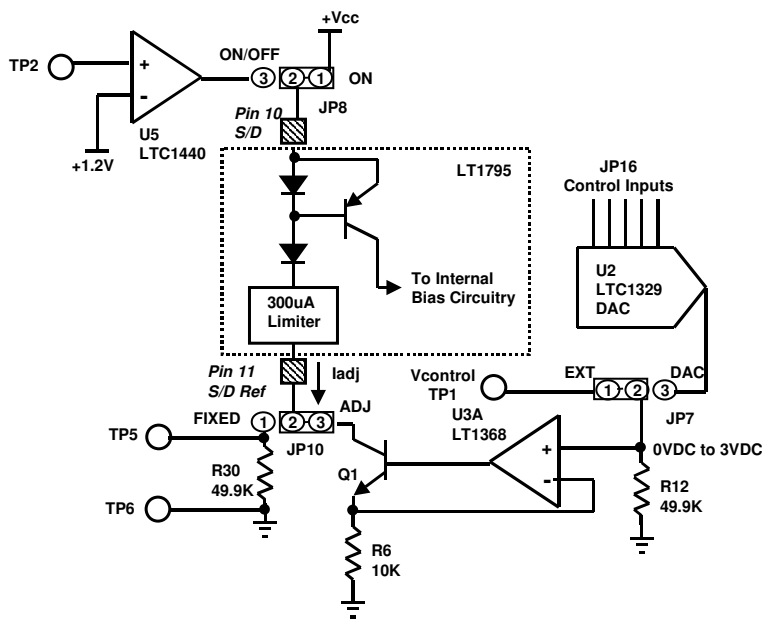 +Vcc
ON/OFF
TP2
+
-
3
2
1
ON
JP8
U5
LTC1440
+1.2V
Pin 10
S/D
LT1795
JP16
Control Inputs
U2
LTC1329
DAC
To Internal
Bias Circuitry
300uA
Limiter
Pin 11
S/D Ref
Iadj
Vcontrol
TP1
EXT
1
2
3
DAC
JP7
U3A
LT1368
FIXED
1
2
3
ADJ
JP10
TP5
+
-
0VDC to 3VDC
Q1
R30
49.9K
R12
49.9K
TP6
R6
10K